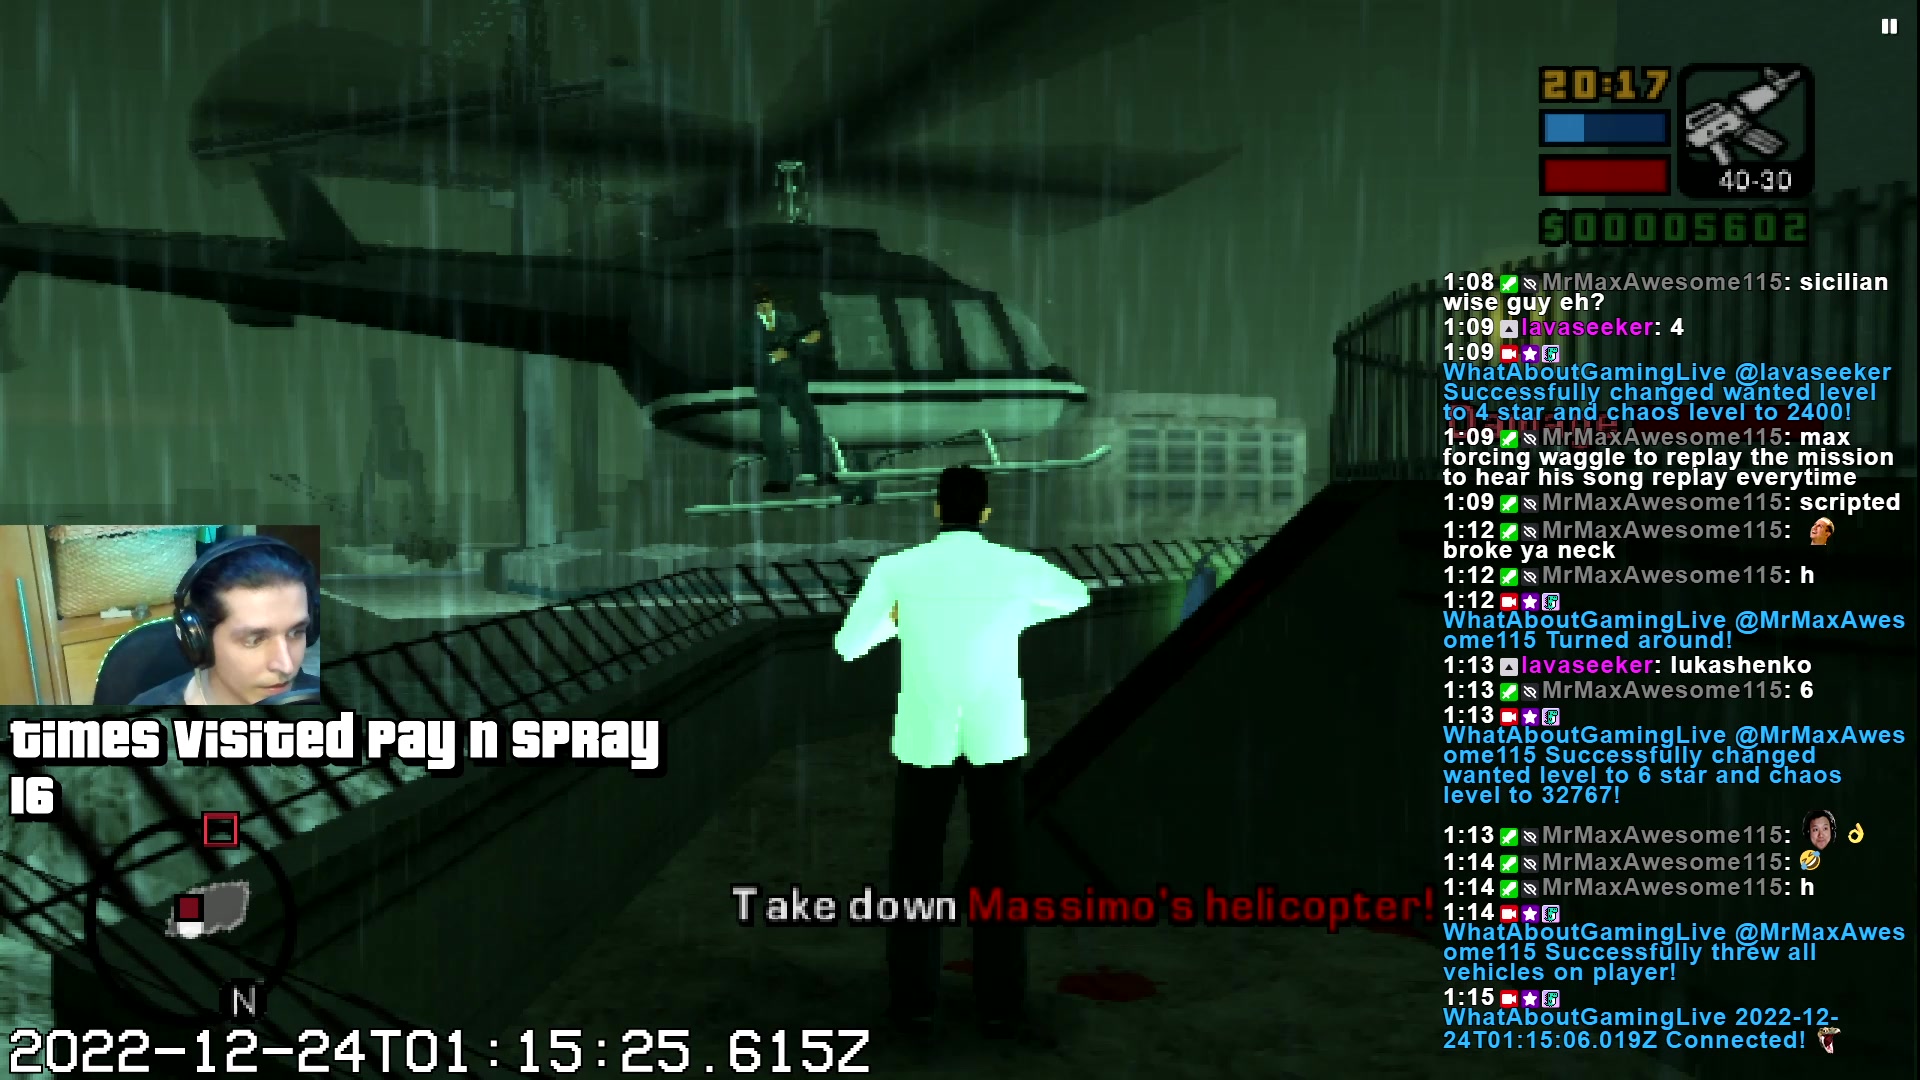 20:17
40-30
$00005602
1:08 MrMaxAwesome115: sicilian
wise guy eh?
1:09 lavaseeker: 4
1:09
WhatAboutGamingLive @lavaseeker
Successfully changed wanted level
to 4 star and chaos level to 2400!
Damage
1:09 MrMaxAwesome115: max
forcing waggle to replay the mission
to hear his song replay everytime
1:09 MrMaxAwesome115: scripted
1:12 MrMaxAwesome115:
broke ya neck
1:12 MrMaxAwesome115: h
1:12
WhatAboutGamingLive @MrMaxAwes
ome115 Turned around!
1:13 lavaseeker: lukashenko
1:13 MrMaxAwesome115: 6
1:13
WhatAboutGamingLive @MrMaxAwes
ome115 Successfully changed
wanted level to 6 star and chaos
level to 32767!
1:13 MrMaxAwesome115: 👌
1:14 MrMaxAwesome115: 🤣
1:14 MrMaxAwesome115: h
1:14
WhatAboutGamingLive @MrMaxAwes
ome115 Successfully threw all
vehicles on player!
1:15
WhatAboutGamingLive 2022-12-
24T01:15:06.019Z Connected!
times visited pay n spray
16
Take down Massimo's helicopter!
N
2022-12-24T01:15:25.615Z